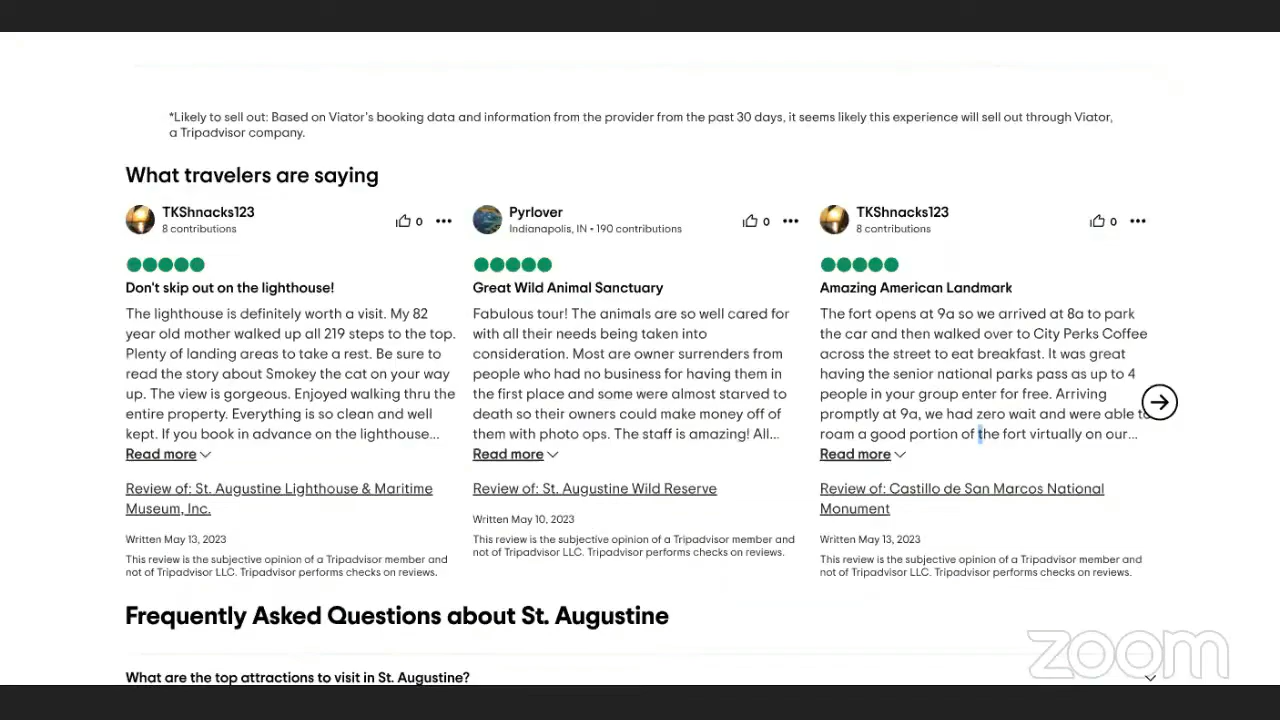 *Likely to sell out: Based on Viator's booking data and information from the provider from the past 30 days, it seems likely this experience will sell out through Viator,
a Tripadvisor company.
What travelers are saying
TKShnacks123
8 contributions
0
Don't skip out on the lighthouse!
The lighthouse is definitely worth a visit. My 82
year old mother walked up all 219 steps to the top.
Plenty of landing areas to take a rest. Be sure to
read the story about Smokey the cat on your way
up. The view is gorgeous. Enjoyed walking thru the
entire property. Everything is so clean and well
kept. If you book in advance on the lighthouse...
Read more
Review of: St. Augustine Lighthouse & Maritime
Museum, Inc.
Written May 13, 2023
This review is the subjective opinion of a Tripadvisor member and
not of Tripadvisor LLC. Tripadvisor performs checks on reviews.
Pyrlover
Indianapolis, IN • 190 contributions
0
Great Wild Animal Sanctuary
Fabulous tour! The animals are so well cared for
with all their needs being taken into
consideration. Most are owner surrenders from
people who had no business for having them in
the first place and some were almost starved to
death so their owners could make money off of
them with photo ops. The staff is amazing! All...
Read more
Review of: St. Augustine Wild Reserve
Written May 10, 2023
This review is the subjective opinion of a Tripadvisor member and
not of Tripadvisor LLC. Tripadvisor performs checks on reviews.
TKShnacks123
8 contributions
0
Amazing American Landmark
The fort opens at 9a so we arrived at 8a to park
the car and then walked over to City Perks Coffee
across the street to eat breakfast. It was great
having the senior national parks pass as up to 4
people in your group enter for free. Arriving
promptly at 9a, we had zero wait and were able to
roam a good portion of the fort virtually on our...
Read more
Review of: Castillo de San Marcos National
Monument
Written May 13, 2023
This review is the subjective opinion of a Tripadvisor member and
not of Tripadvisor LLC. Tripadvisor performs checks on reviews.
Frequently Asked Questions about St. Augustine
What are the top attractions to visit in St. Augustine?
zoom